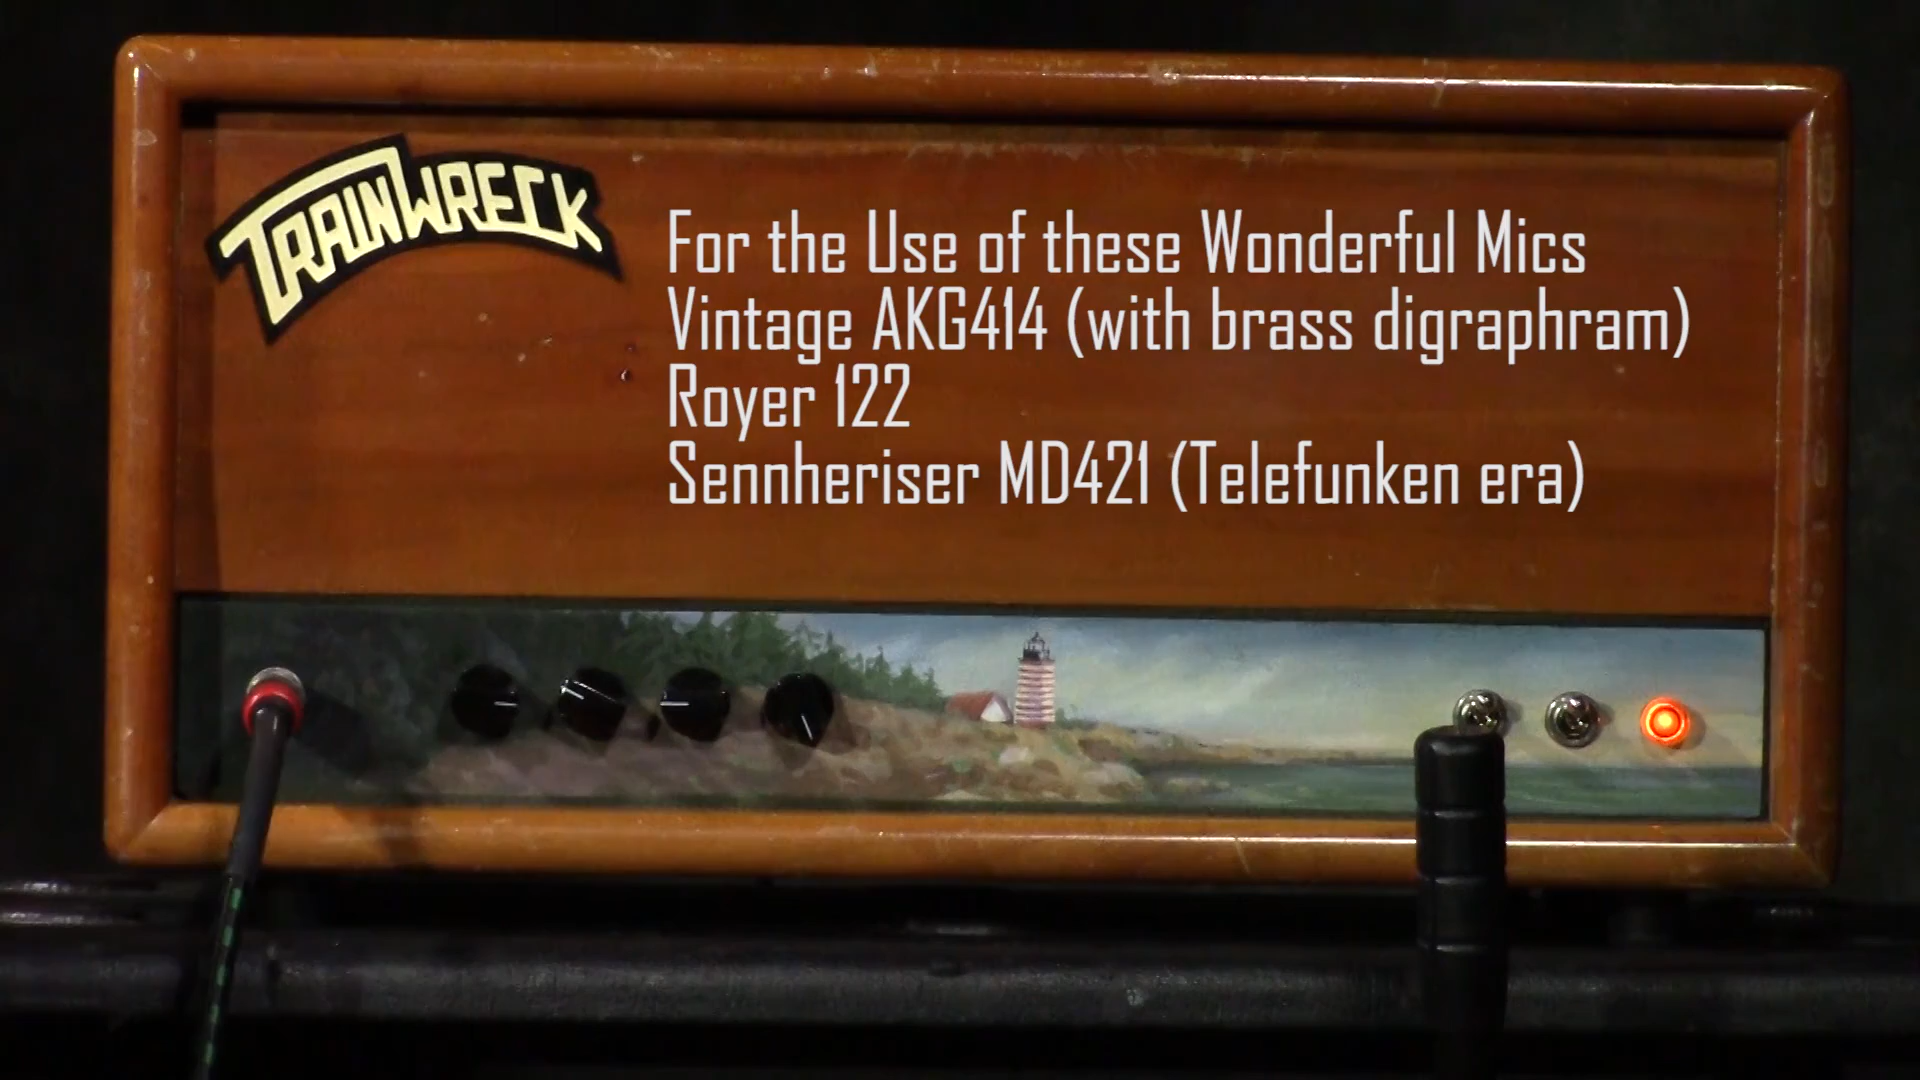 TRAINWRECK
For the Use of these Wonderful Mics
Vintage AKG414 (with brass digraphram)
Royer 122
Sennheriser MD421 (Telefunken era)